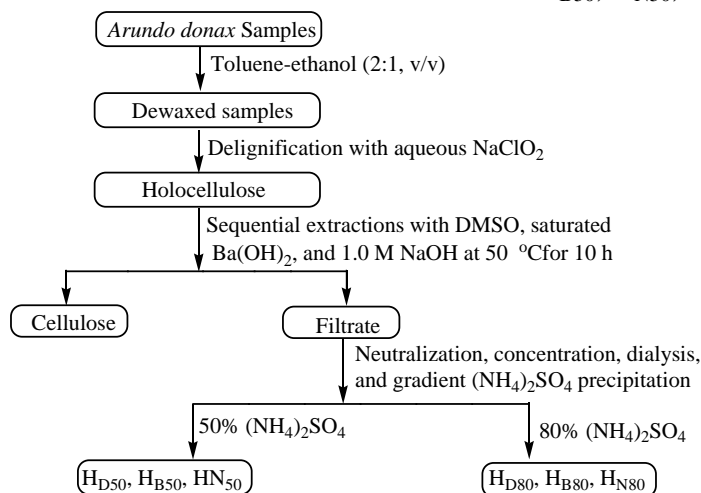 B50, N50,
Arundo donax Samples
Toluene-ethanol (2:1, v/v)
Dewaxed samples
Delignification with aqueous NaClO2
Holocellulose
Sequential extractions with DMSO, saturated
Ba(OH)2, and 1.0 M NaOH at 50 °Cfor 10 h
Cellulose
Filtrate
Neutralization, concentration, dialysis,
and gradient (NH4)2SO4 precipitation
50% (NH4)2SO4
80% (NH4)2SO4
HD50, HB50, HN50
HD80, HB80, HN80